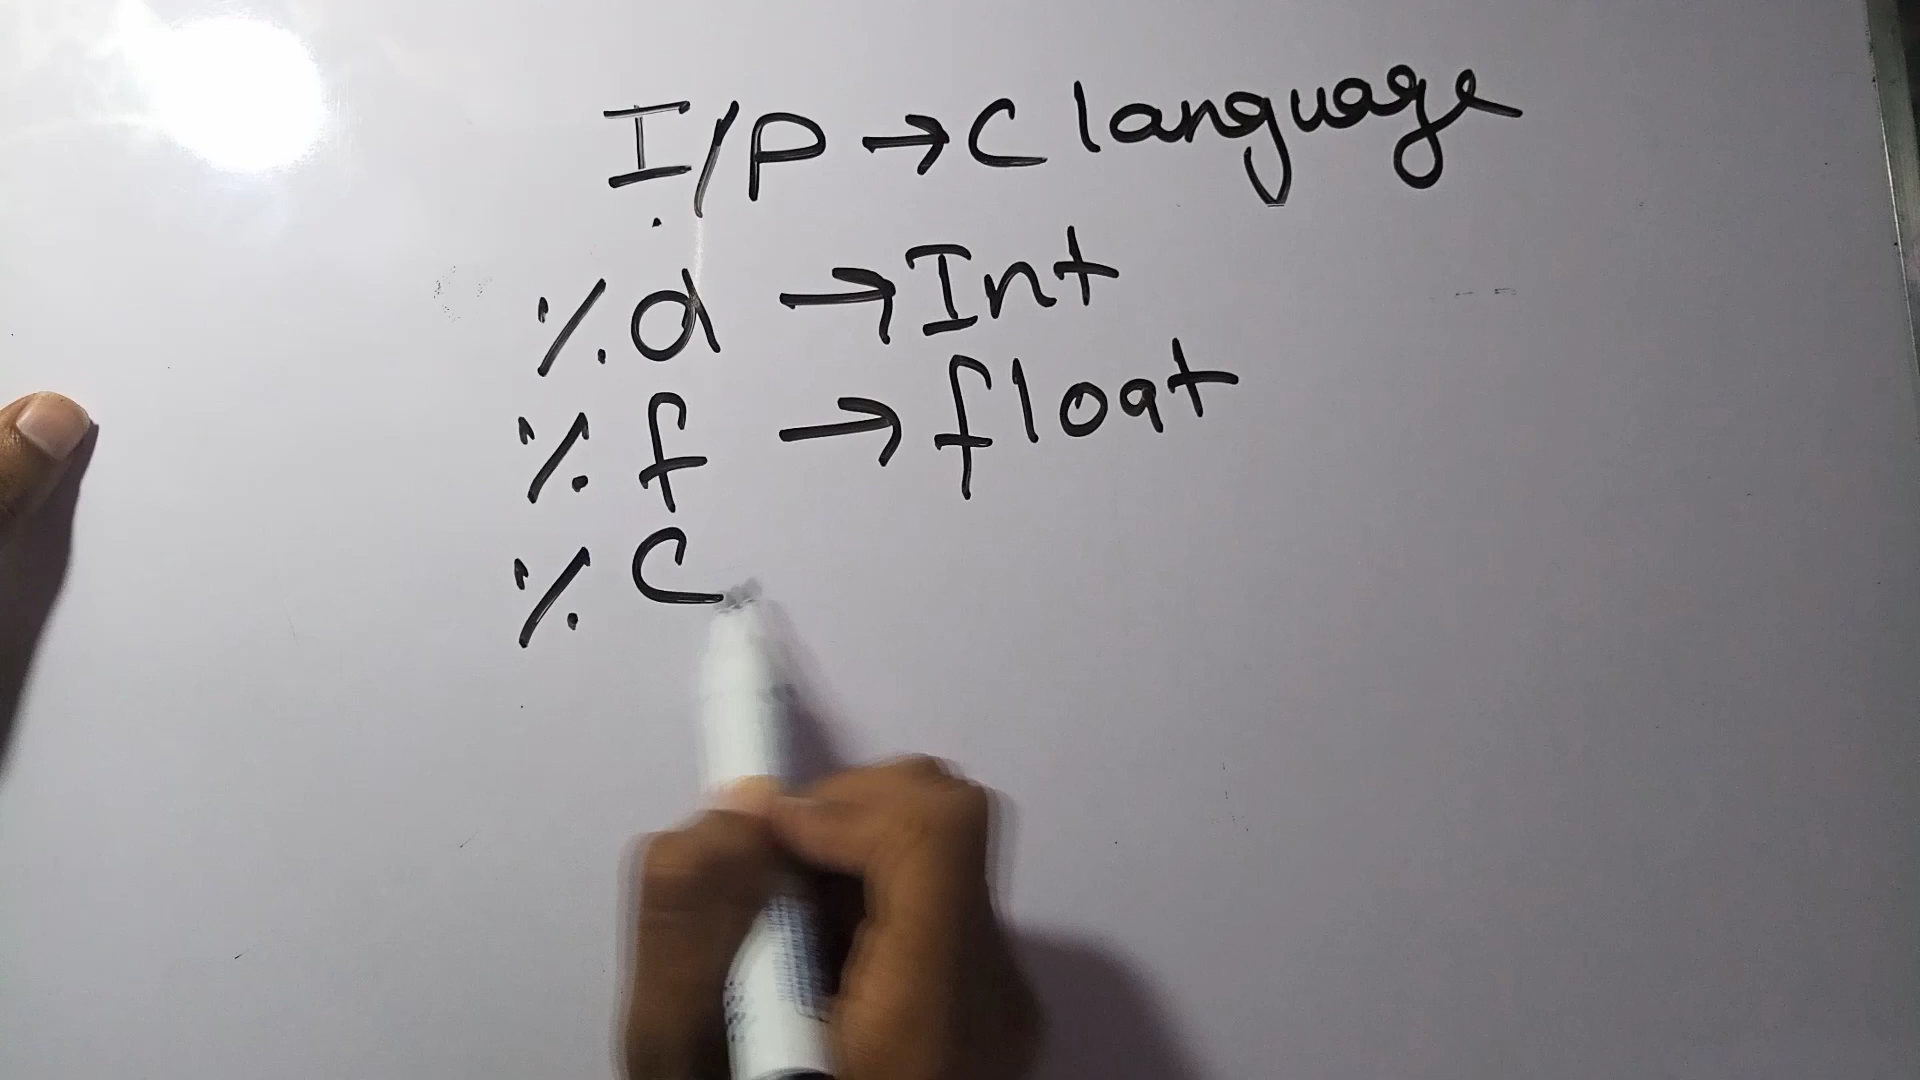 I/P → C language
% d → Int
% f → float
% C